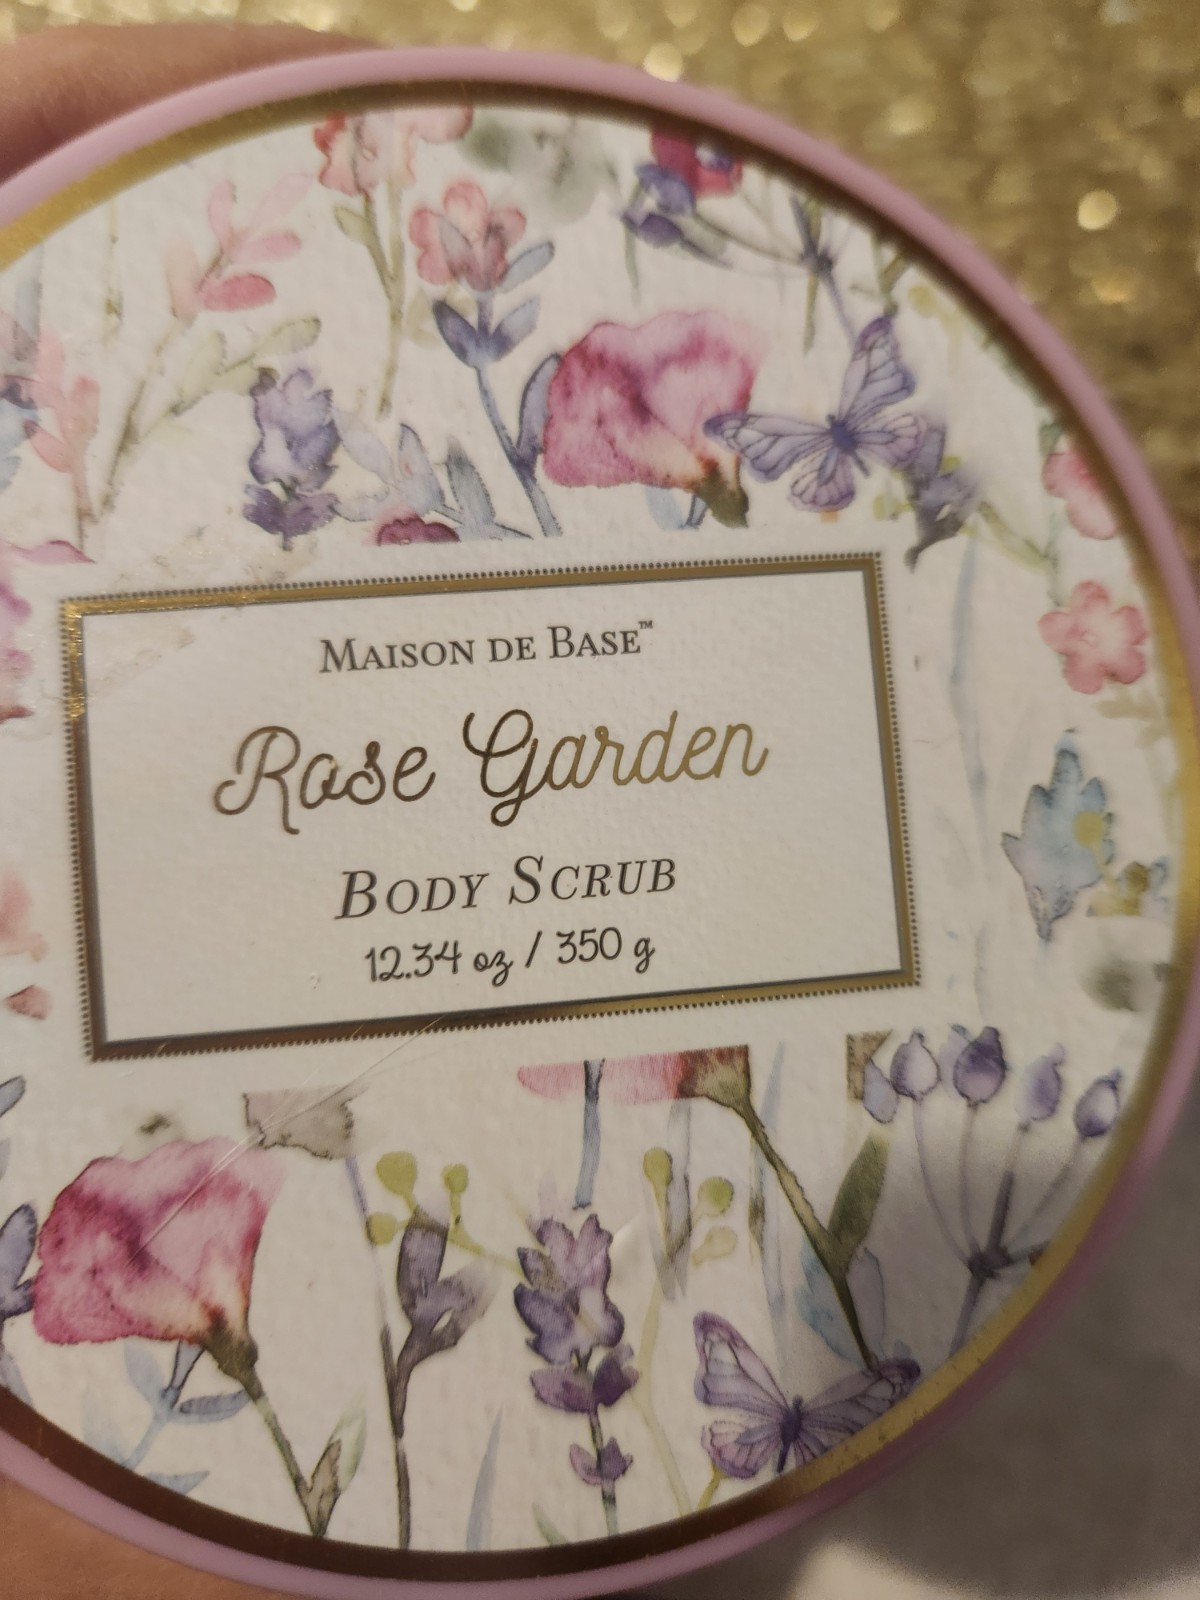 MAISON DE BASE™
Rose Garden
BODY SCRUB
12.34 oz / 350 g